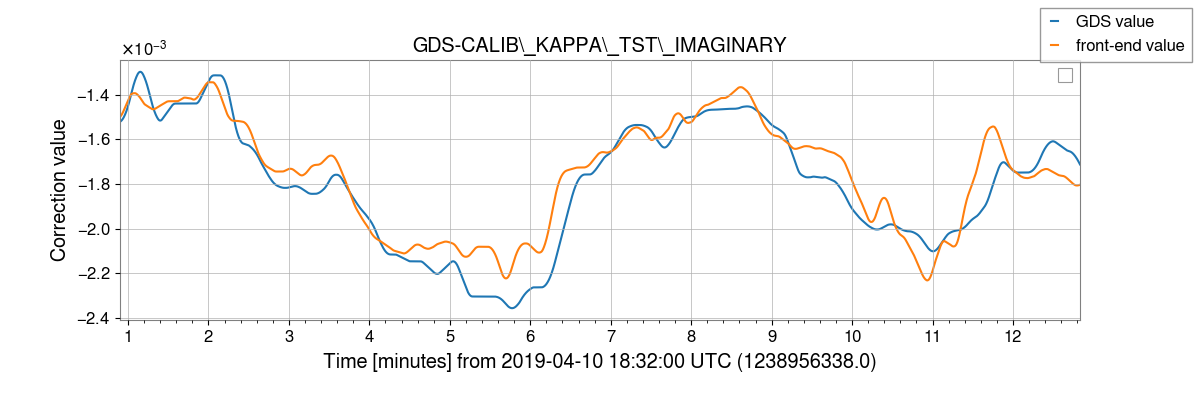 GDS value
front-end value
GDS-CALIB\_KAPPA\_TST\_IMAGINARY
×10⁻³
Correction value
−1.4
−1.6
−1.8
−2.0
−2.2
−2.4
1 2 3 4 5 6 7 8 9 10 11 12
Time [minutes] from 2019-04-10 18:32:00 UTC (1238956338.0)